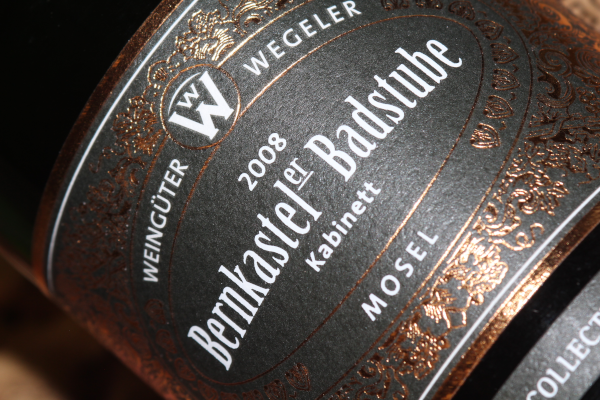 WEINGÜTER W WEGELER
2008
Bernkasteler Badstube
Kabinett
MOSEL